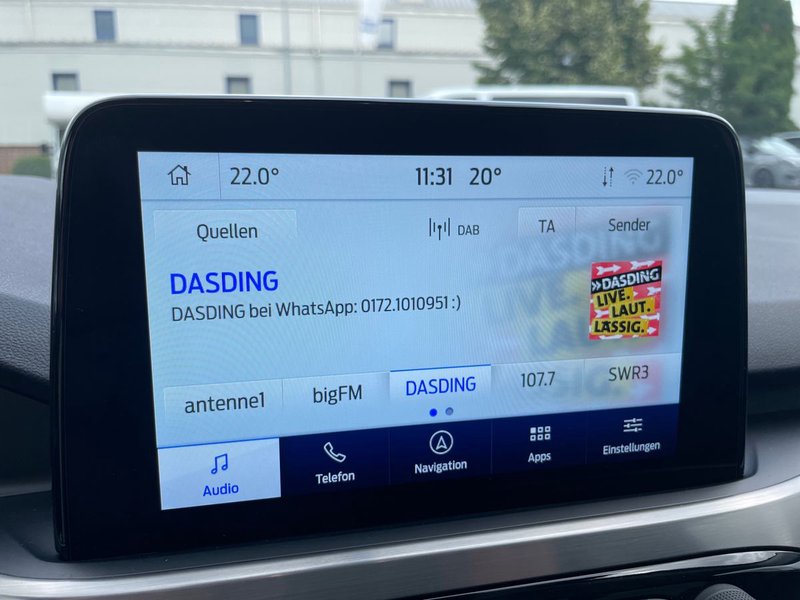 22.0° 11:31 20° 22.0°
Quellen DAB TA Sender
DASDING
DASDING bei WhatsApp: 0172.1010951 :)
»DASDING
LIVE.
LAUT.
LÄSSIG.
antenne1 bigFM DASDING 107.7 SWR3
Audio Telefon Navigation Apps Einstellungen